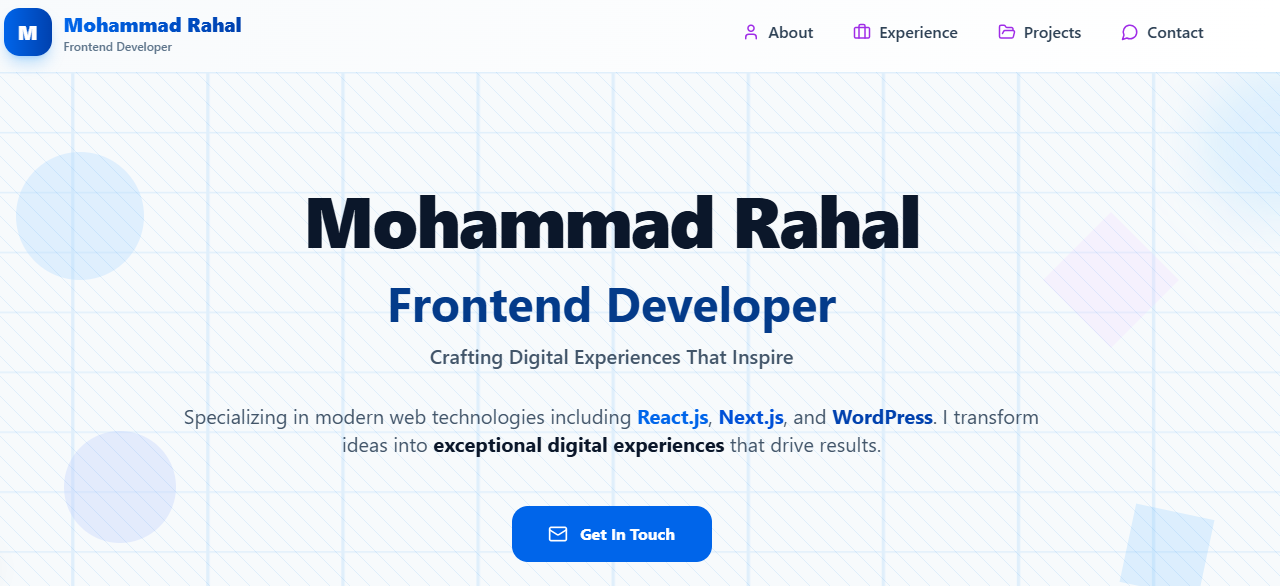 M
Mohammad Rahal
Frontend Developer
About
Experience
Projects
Contact
Mohammad Rahal
Frontend Developer
Crafting Digital Experiences That Inspire
Specializing in modern web technologies including React.js, Next.js, and WordPress. I transform
ideas into exceptional digital experiences that drive results.
Get In Touch